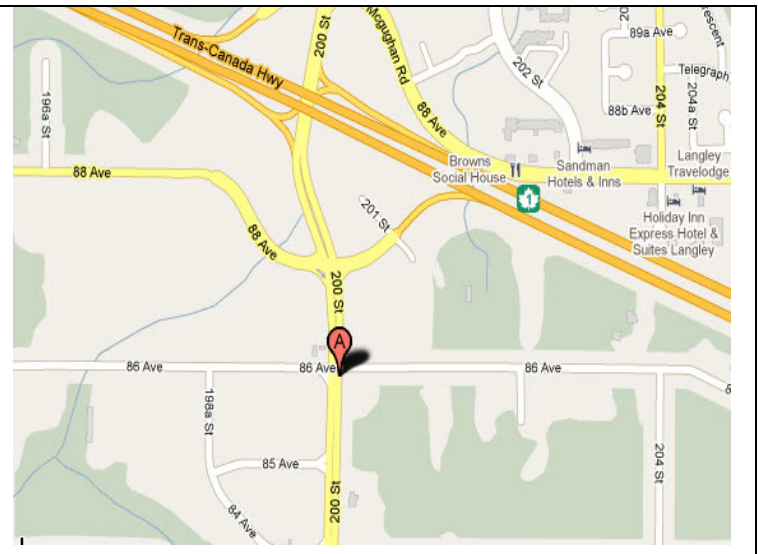 Trans-Canada Hwy
200 St
Mcgughan Rd
88 Ave
202 St
20
escent
89a Ave
Telegraph
88b Ave
204 St
204a St
196a St
88 Ave
Browns
Social House
Sandman
Hotels & Inns
Langley
Travelodge
1
Holiday Inn
Express Hotel &
Suites Langley
201 St
88 Ave
200 St
A
86 Ave
86 Ave
86 Ave
198a St
85 Ave
84 Ave
200 St
204 St